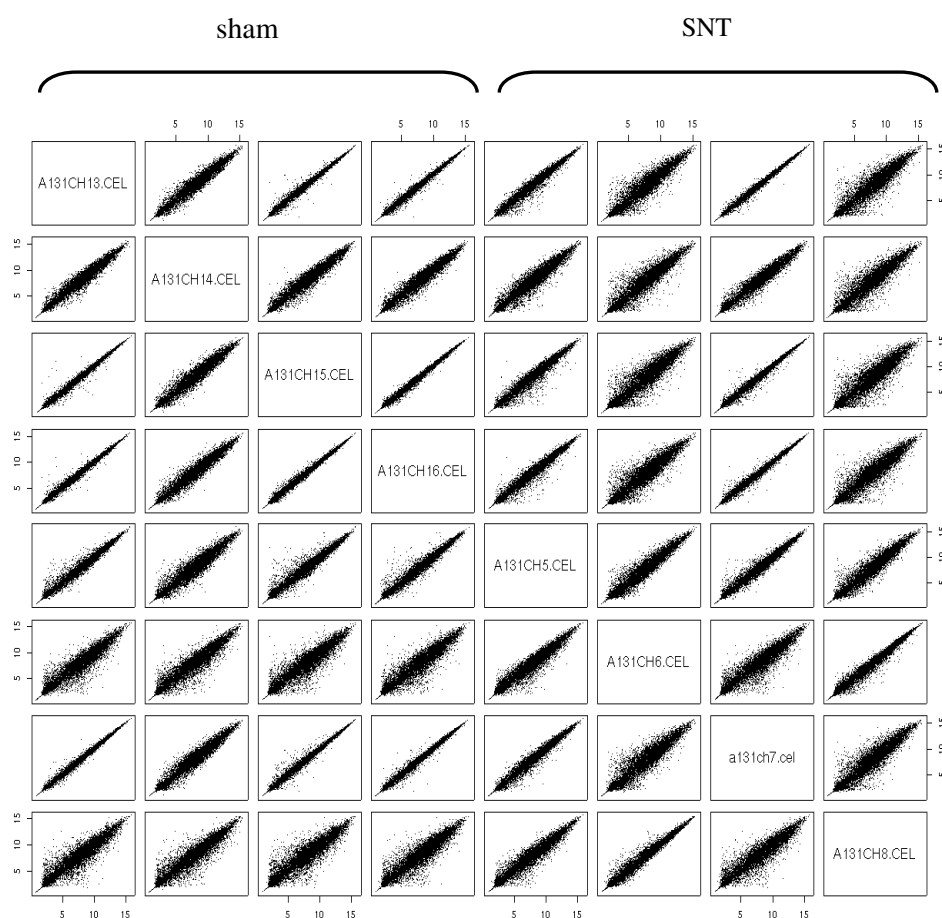 sham SNT
5 10 15 5 10 15 5 10 15 5 10 15
A131CH13.CEL 5 10 15
5 10 15 A131CH14.CEL
A131CH15.CEL 5 10 15
5 10 15 A131CH16.CEL
A131CH5.CEL 5 10 15
5 10 15 A131CH6.CEL
a131ch7.cel 5 10 15
5 10 15 A131CH8.CEL
5 10 15 5 10 15 5 10 15 5 10 15